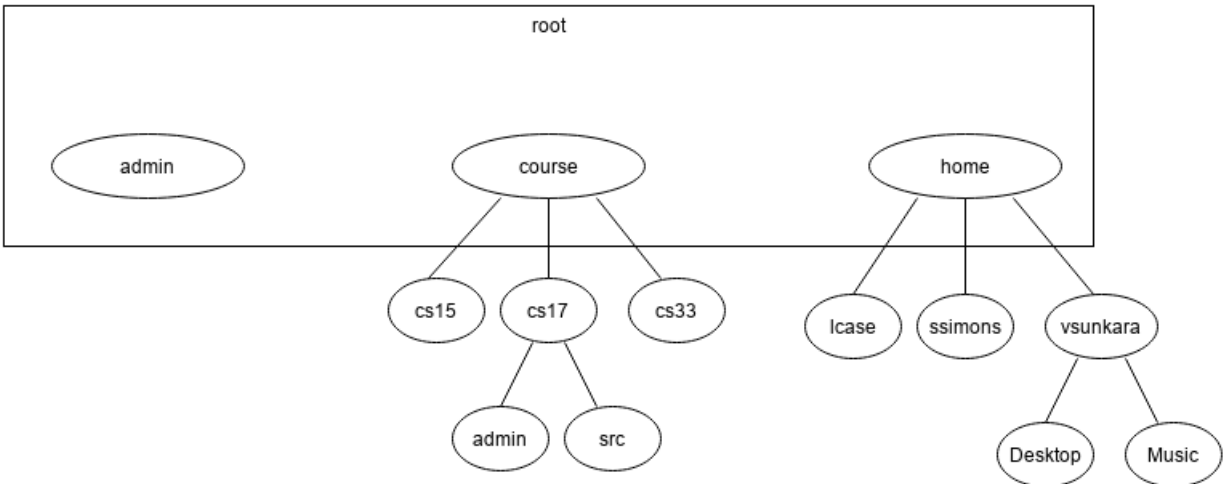 root
admin
course
home
cs15
cs17
cs33
lcase
ssimons
vsunkara
admin
src
Desktop
Music